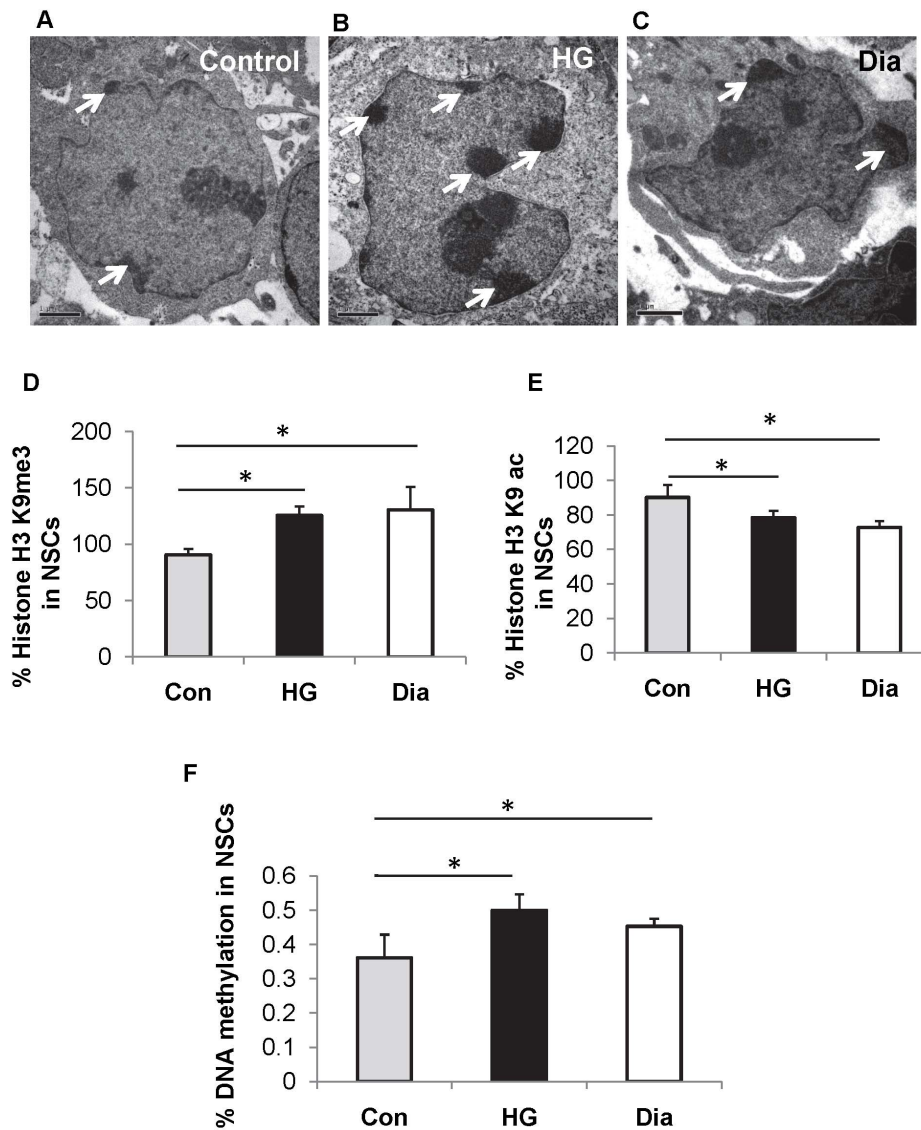 A
B
C
Control
HG
Dia
1 µm
D
E
% Histone H3 K9me3
in NSCs
200
150
100
50
0
*
*
Con
HG
Dia
% Histone H3 K9 ac
in NSCs
120
100
80
60
40
20
0
*
*
Con
HG
Dia
F
% DNA methylation in NSCs
0.6
0.5
0.4
0.3
0.2
0.1
0
*
*
Con
HG
Dia